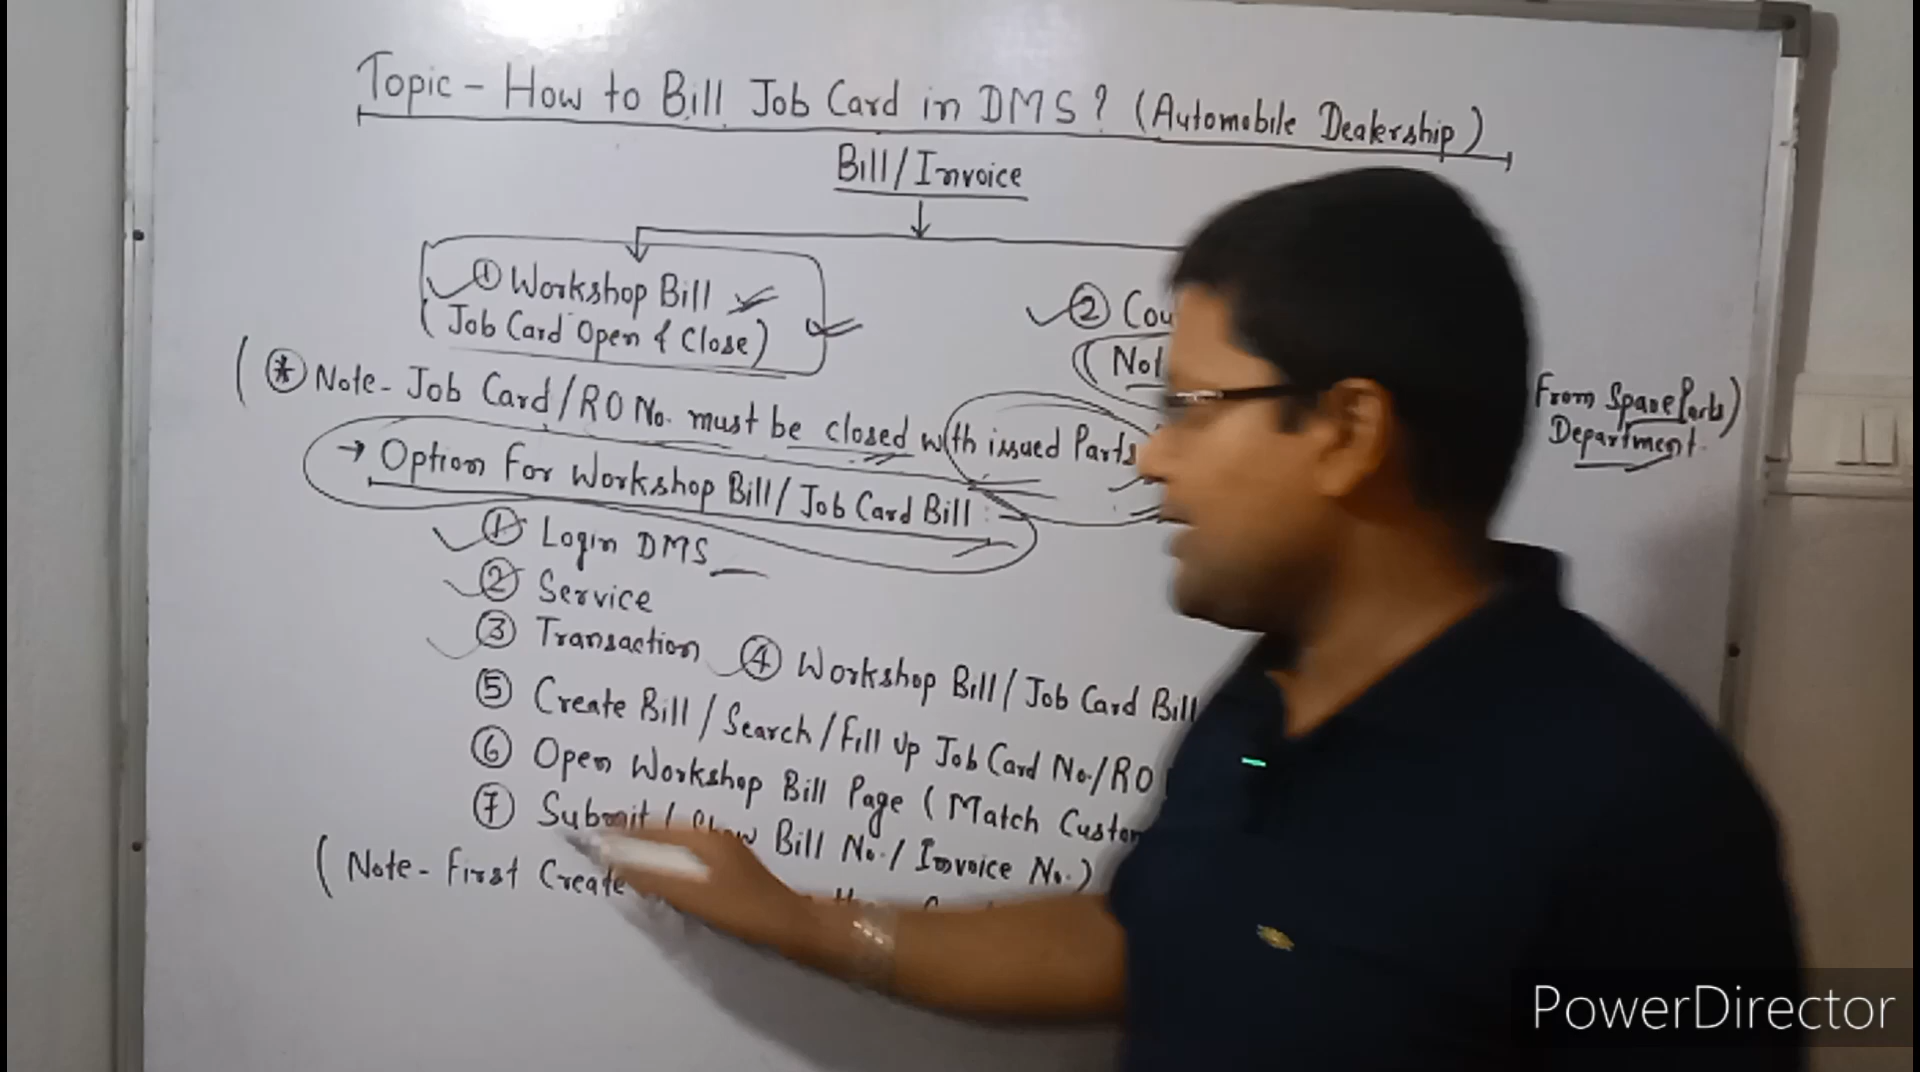 Topic - How to Bill Job Card in DMS? (Automobile Dealership)
Bill/Invoice
① Workshop Bill
(Job Card Open & Close)
②
(* Note - Job Card/RO No. must be closed with issued Parts
From Spare Parts)
Department.
→ Option For Workshop Bill/Job Card Bill :-
① Login DMS
② Service
③ Transaction ④ Workshop Bill/Job Card Bill
⑤ Create Bill/Search/Fill Up Job Card No./RO
⑥ Open Workshop Bill Page (Match
⑦ Submit / Show Bill No./Invoice No.)
(Note - First Create
PowerDirector